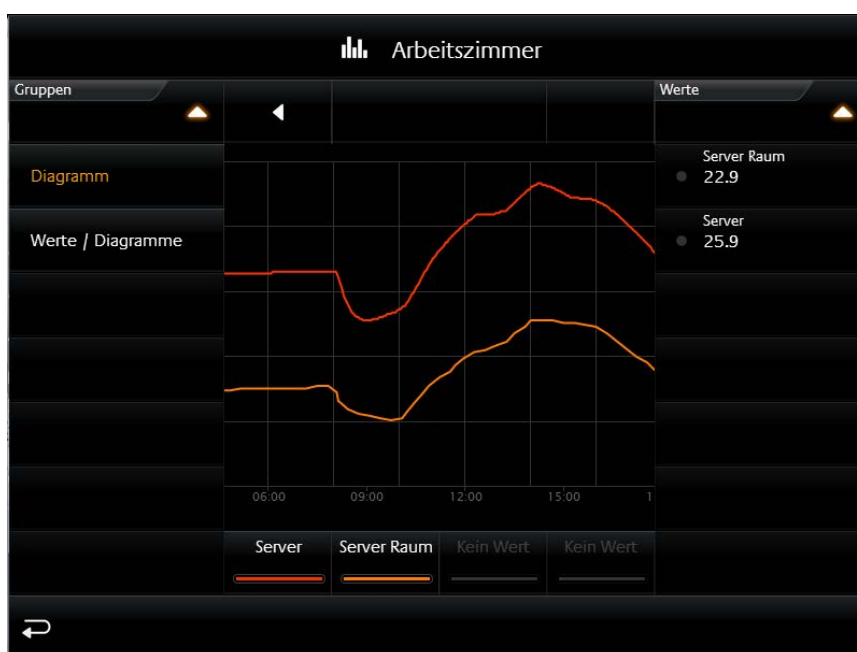 Arbeitszimmer
Gruppen
Werte
Diagramm
Werte / Diagramme
Server Raum
22.9
Server
25.9
06:00 09:00 12:00 15:00 1
Server Server Raum Kein Wert Kein Wert